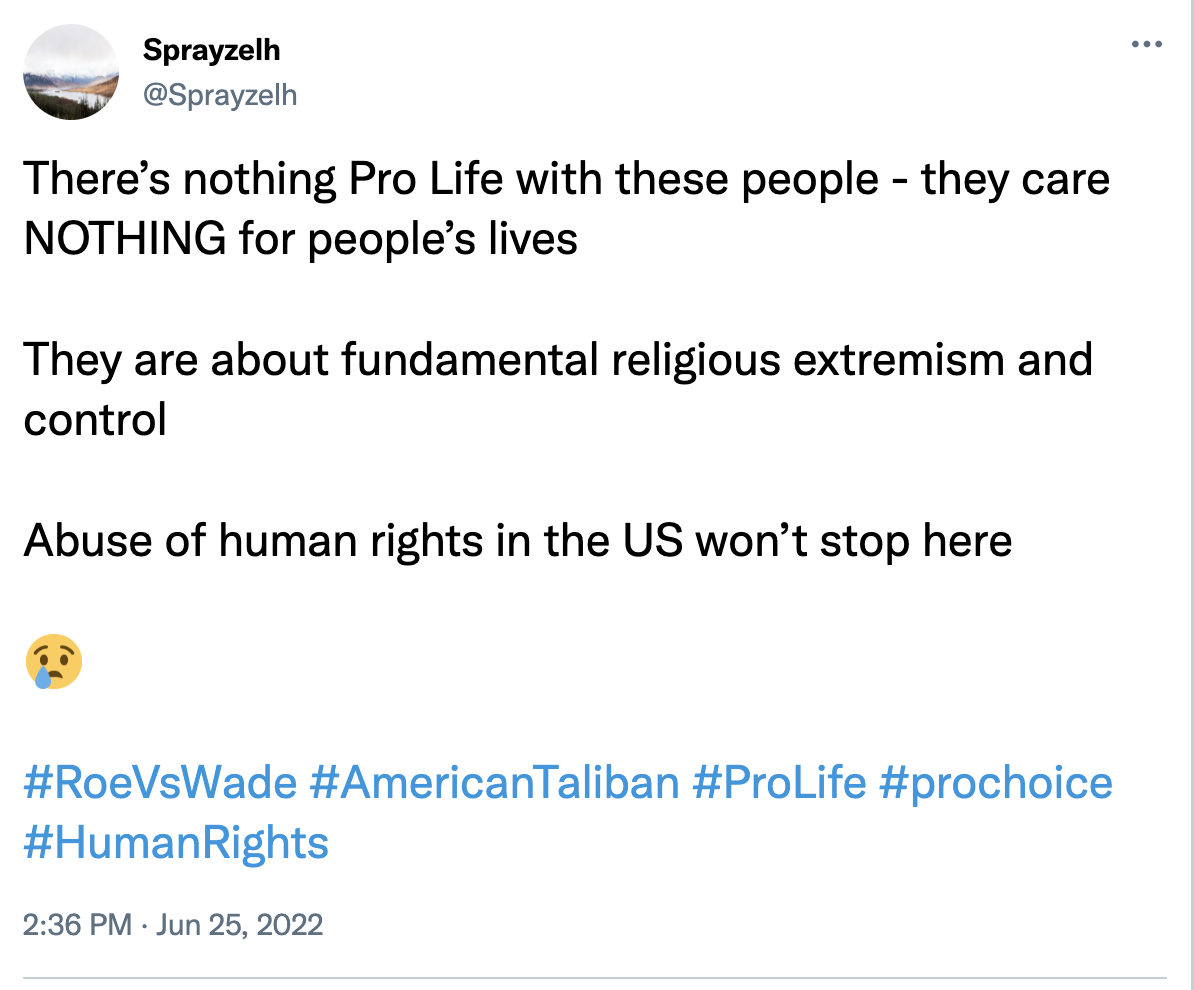 Sprayzelh
@Sprayzelh
There’s nothing Pro Life with these people - they care
NOTHING for people’s lives
They are about fundamental religious extremism and
control
Abuse of human rights in the US won’t stop here
😢
#RoeVsWade #AmericanTaliban #ProLife #prochoice
#HumanRights
2:36 PM · Jun 25, 2022